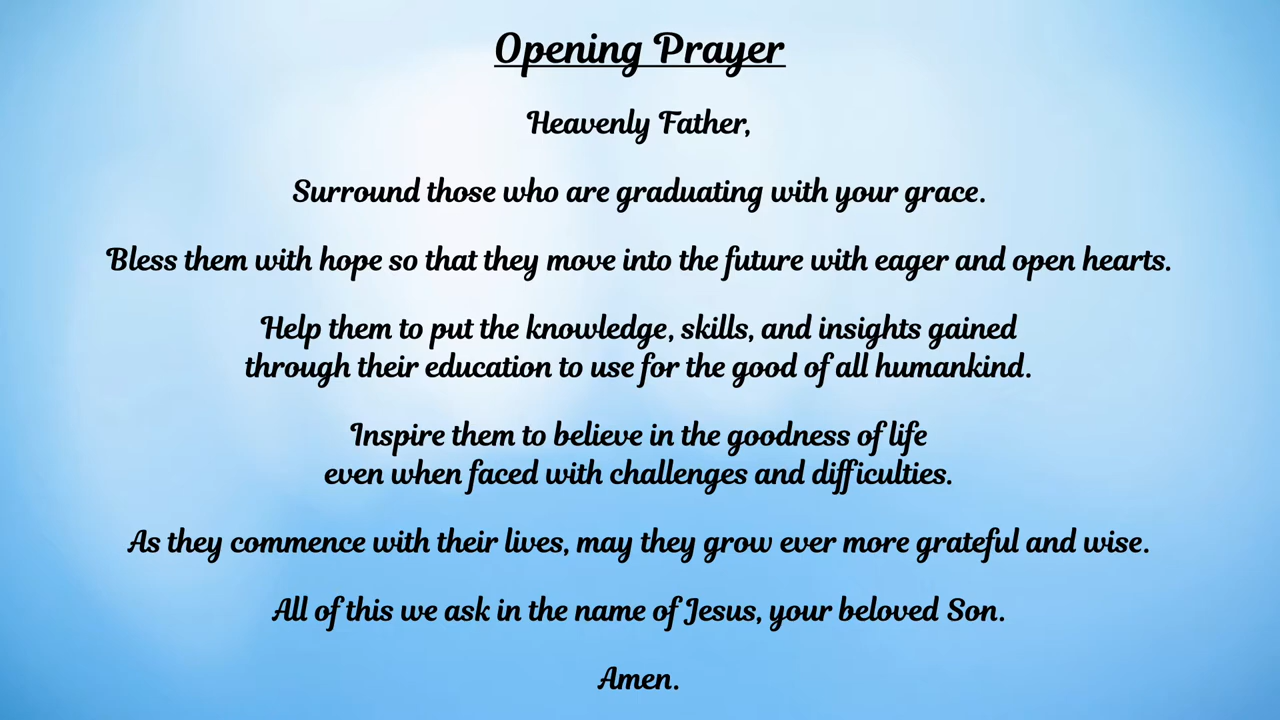 Opening Prayer
Heavenly Father,
Surround those who are graduating with your grace.
Bless them with hope so that they move into the future with eager and open hearts.
Help them to put the knowledge, skills, and insights gained
through their education to use for the good of all humankind.
Inspire them to believe in the goodness of life
even when faced with challenges and difficulties.
As they commence with their lives, may they grow ever more grateful and wise.
All of this we ask in the name of Jesus, your beloved Son.
Amen.